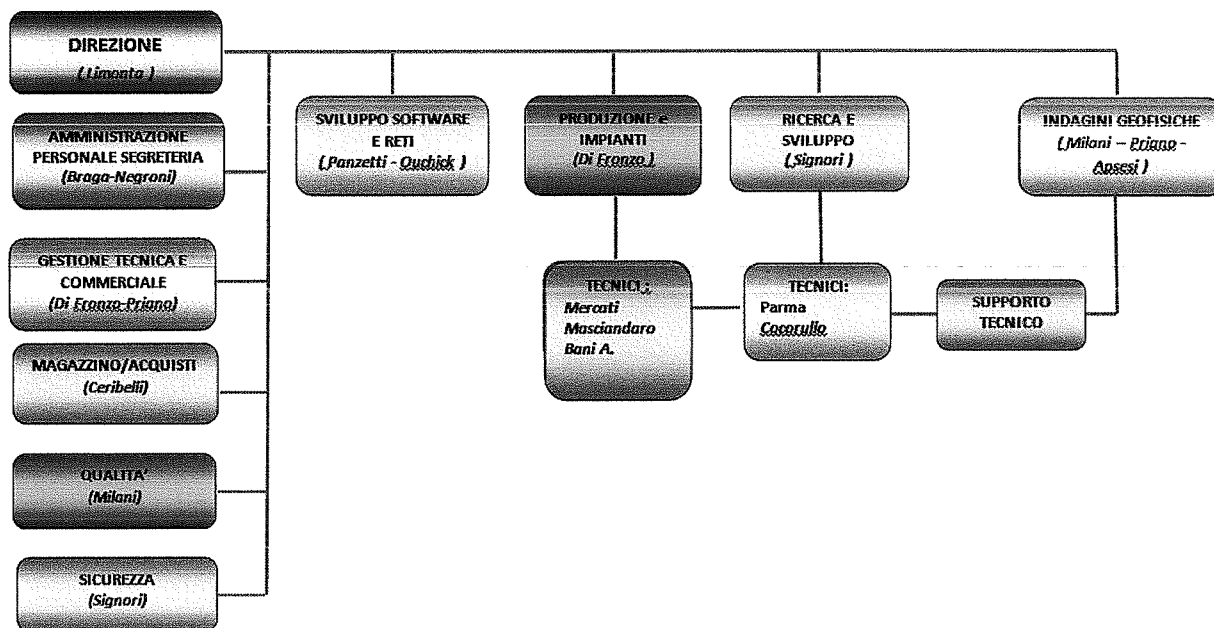 DIREZIONE
( Limonta )
AMMINISTRAZIONE
PERSONALE SEGRETERIA
(Braga-Negroni)
GESTIONE TECNICA E
COMMERCIALE
(Di Fronzo-Priano)
MAGAZZINO/ACQUISTI
(Ceribelli)
QUALITA'
(Milani)
SICUREZZA
(Signori)
SVILUPPO SOFTWARE
E RETI
( Panzetti - Ouchick )
PRODUZIONE e
IMPIANTI
(Di Fronzo )
RICERCA E
SVILUPPO
( Signori )
INDAGINI GEOFISICHE
( Milani – Priano -
Apsesi )
TECNICI ;
Mercati
Masciandaro
Bani A.
TECNICI:
Parma
Cocorullo
SUPPORTO
TECNICO